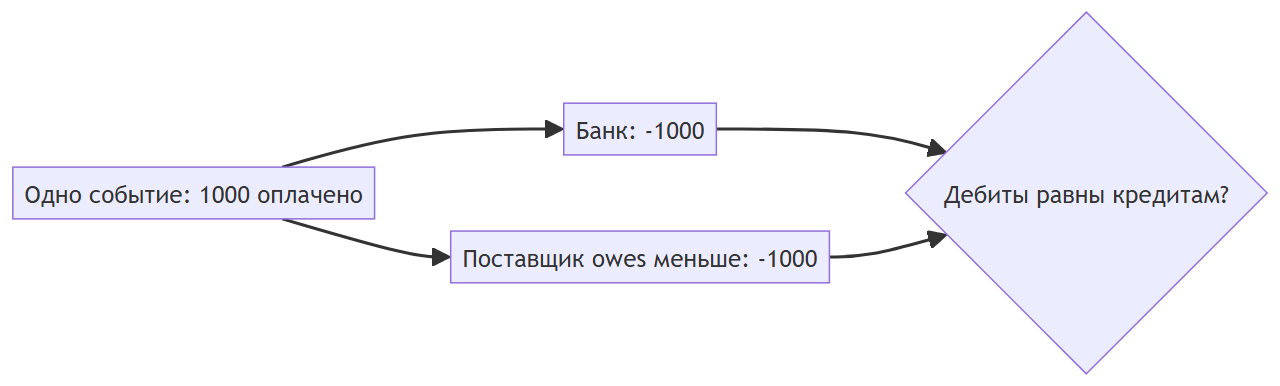 Одно событие: 1000 оплачено
Банк: -1000
Поставщик owes меньше: -1000
Дебиты равны кредитам?